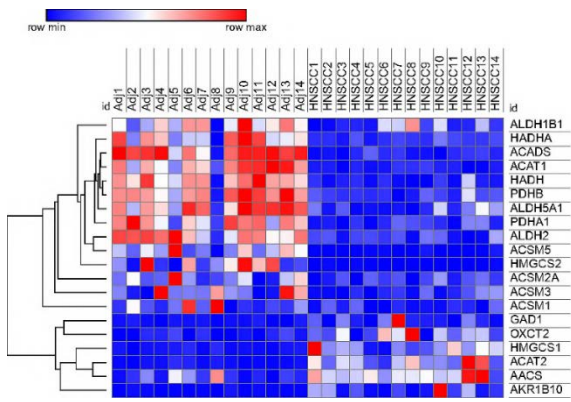 row min row max
id Adj1 Adj2 Adj3 Adj4 Adj5 Adj6 Adj7 Adj8 Adj9 Adj10 Adj11 Adj12 Adj13 Adj14 HNSCC1 HNSCC2 HNSCC3 HNSCC4 HNSCC5 HNSCC6 HNSCC7 HNSCC8 HNSCC9 HNSCC10 HNSCC11 HNSCC12 HNSCC13 HNSCC14 id
ALDH1B1
HADHA
ACADS
ACAT1
HADH
PDHB
ALDH5A1
PDHA1
ALDH2
ACSM5
HMGCS2
ACSM2A
ACSM3
ACSM1
GAD1
OXCT2
HMGCS1
ACAT2
AACS
AKR1B10